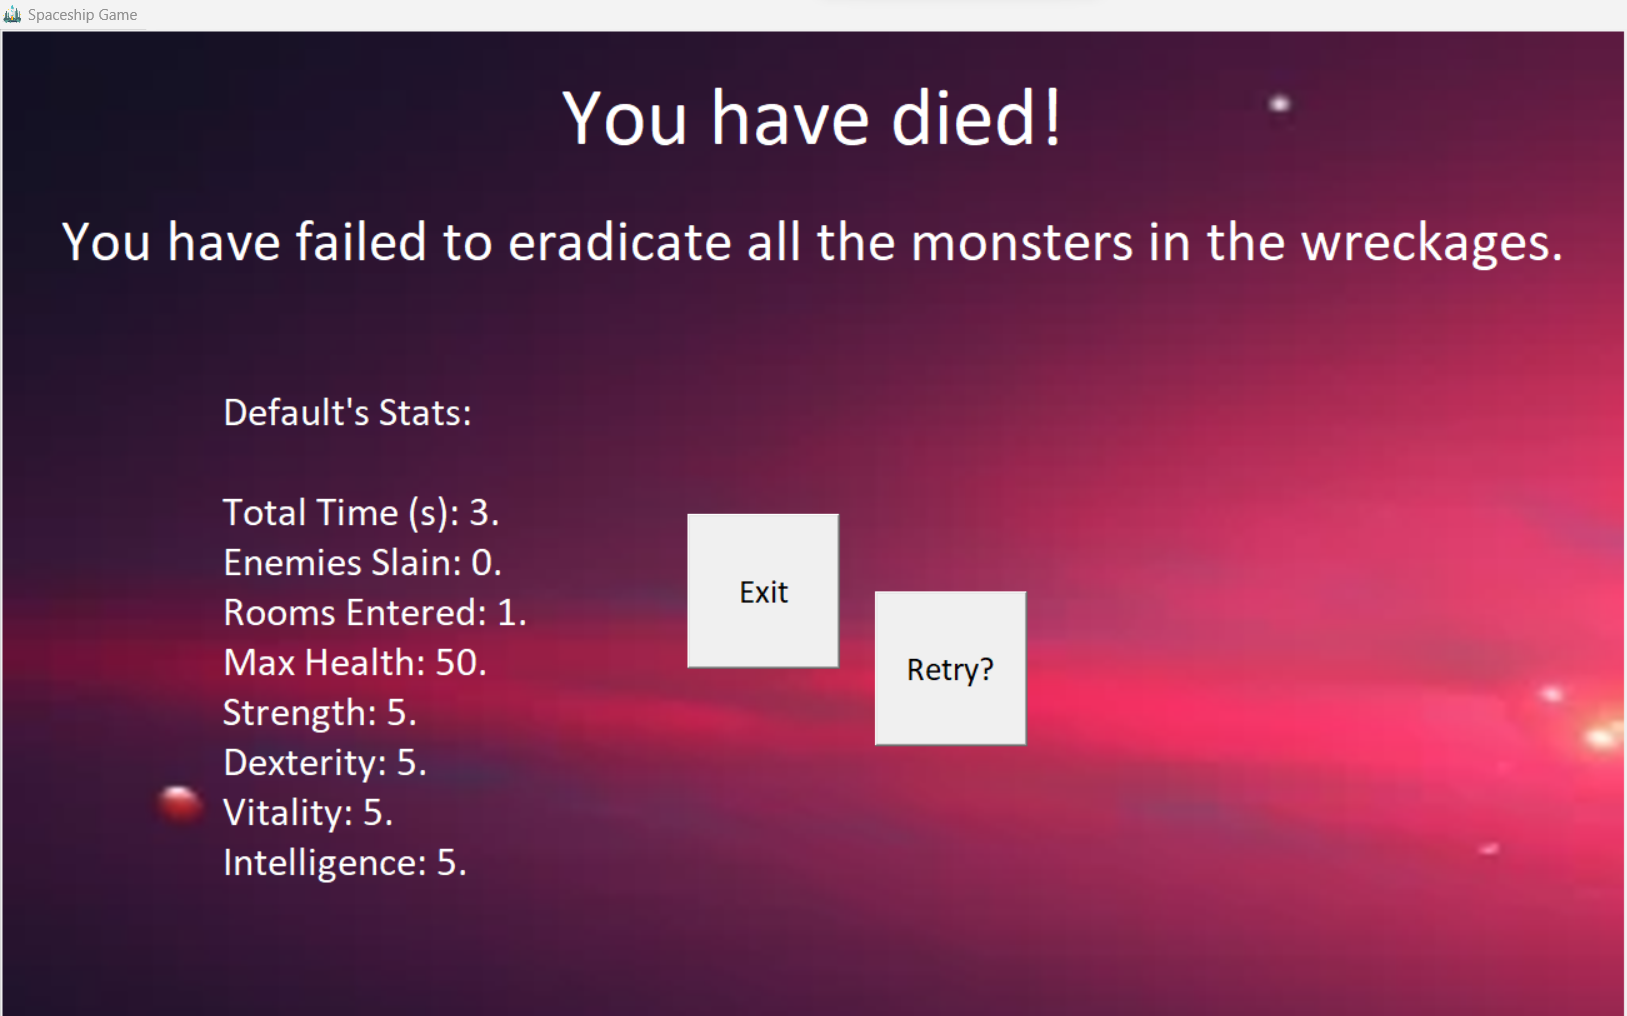 Spaceship Game
You have died!
You have failed to eradicate all the monsters in the wreckages.
Default's Stats:
Total Time (s): 3.
Enemies Slain: 0.
Rooms Entered: 1.
Max Health: 50.
Strength: 5.
Dexterity: 5.
Vitality: 5.
Intelligence: 5.
Exit
Retry?